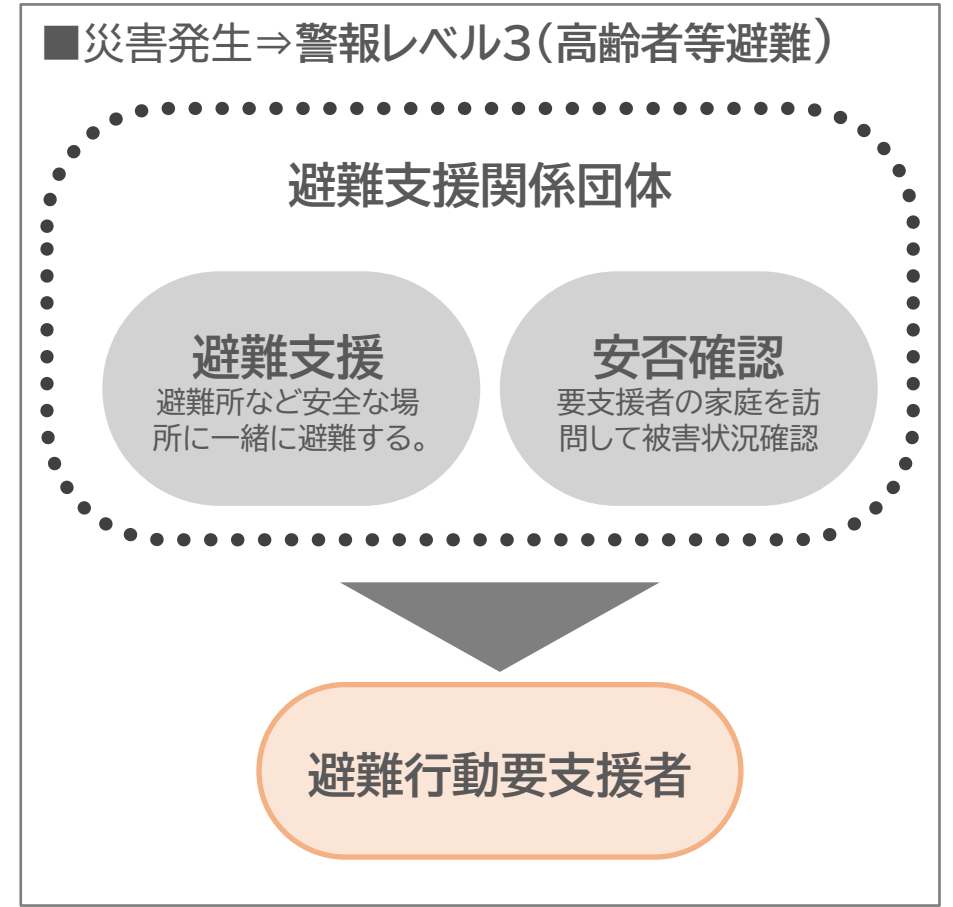 ■災害発生⇒警報レベル3(高齢者等避難)
避難支援関係団体
避難支援
避難所など安全な場
所に一緒に避難する。
安否確認
要支援者の家庭を訪
問して被害状況確認
避難行動要支援者